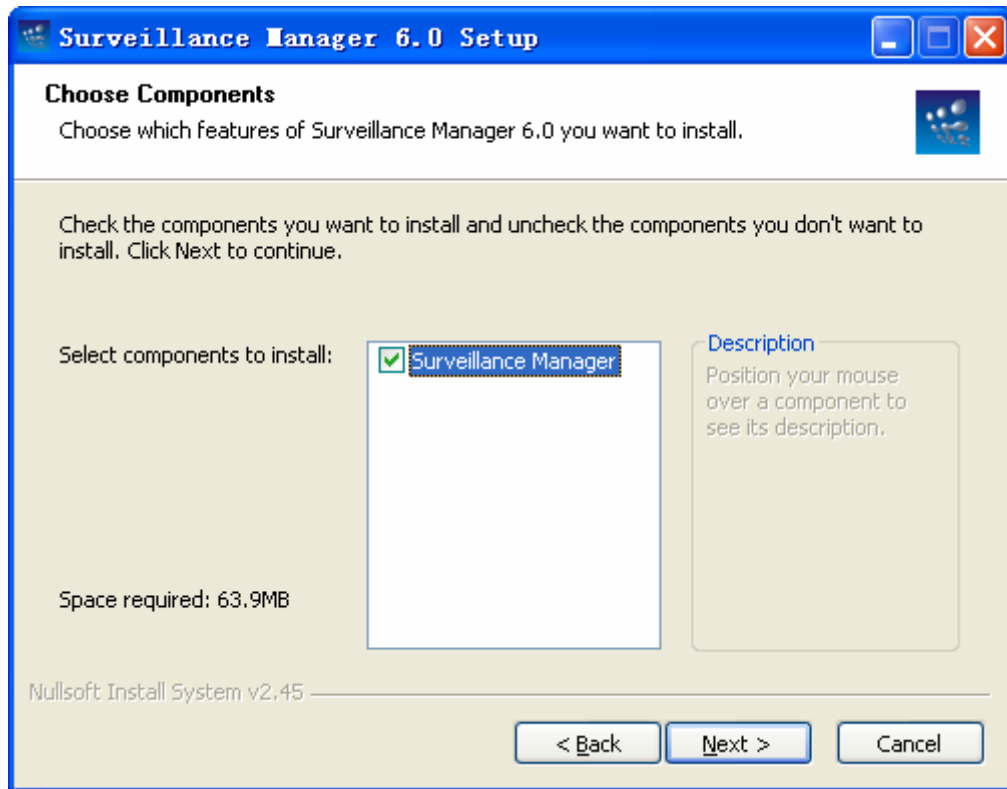 Surveillance Manager 6.0 Setup
Choose Components
Choose which features of Surveillance Manager 6.0 you want to install.
Check the components you want to install and uncheck the components you don't want to
install. Click Next to continue.
Select components to install:
Surveillance Manager
Description
Position your mouse
over a component to
see its description.
Space required: 63.9MB
Nullsoft Install System v2.45
< Back
Next >
Cancel